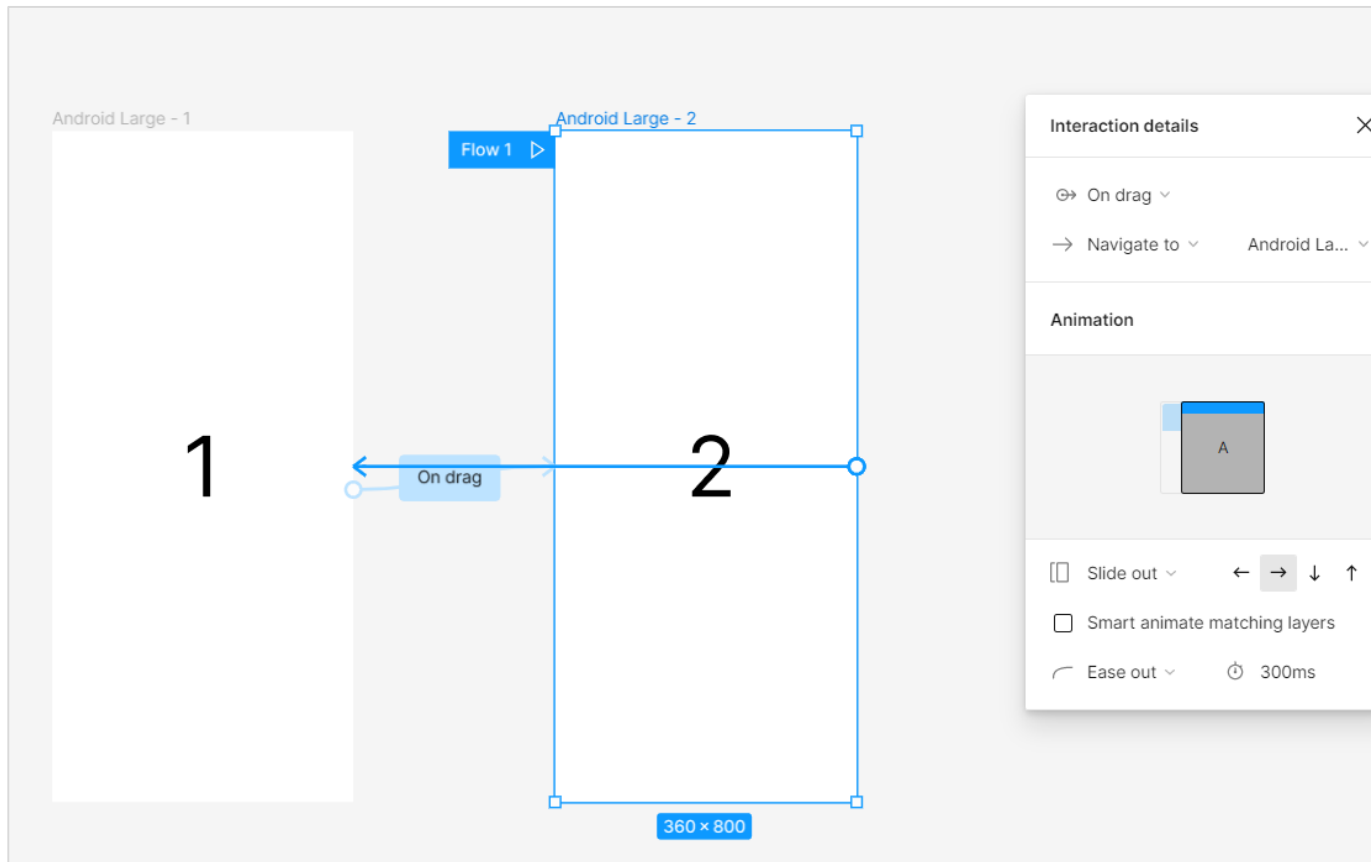 Android Large - 1
Android Large - 2
Flow 1
1
On drag
2
360 × 800
Interaction details
On drag
Navigate to Android La...
Animation
A
Slide out
Smart animate matching layers
Ease out 300ms